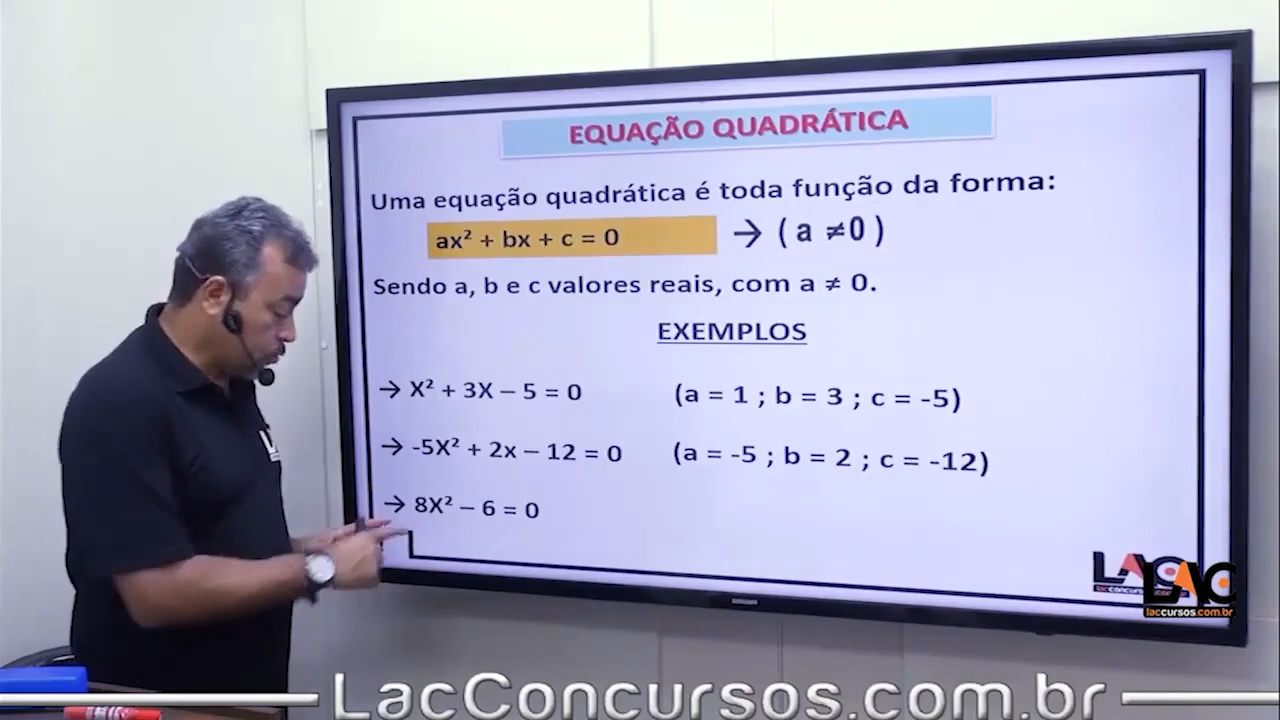 EQUAÇÃO QUADRÁTICA
Uma equação quadrática é toda função da forma:
ax² + bx + c = 0 → ( a ≠0 )
Sendo a, b e c valores reais, com a ≠ 0.
EXEMPLOS
→ X² + 3X – 5 = 0 (a = 1 ; b = 3 ; c = -5)
→ -5X² + 2x – 12 = 0 (a = -5 ; b = 2 ; c = -12)
→ 8X² – 6 = 0
LAC
LAC
laccursos.com.br
LacConcursos.com.br